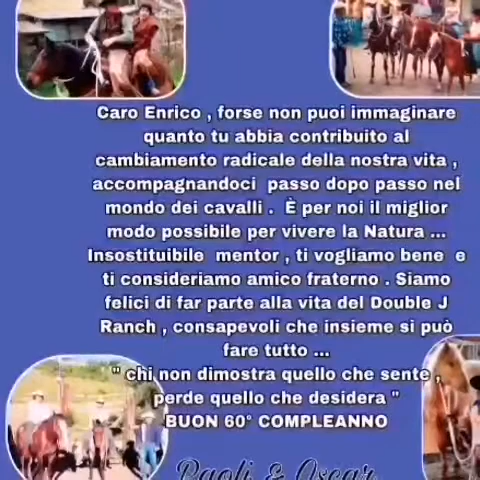 Caro Enrico , forse non puoi immaginare
quanto tu abbia contribuito al
cambiamento radicale della nostra vita ,
accompagnandoci passo dopo passo nel
mondo dei cavalli . È per noi il miglior
modo possibile per vivere la Natura ...
Insostituibile mentor , ti vogliamo bene e
ti consideriamo amico fraterno . Siamo
felici di far parte alla vita del Double J
Ranch , consapevoli che insieme si può
fare tutto ...
" chi non dimostra quello che sente ,
perde quello che desidera "
BUON 60° COMPLEANNO
Paoli & Oscar